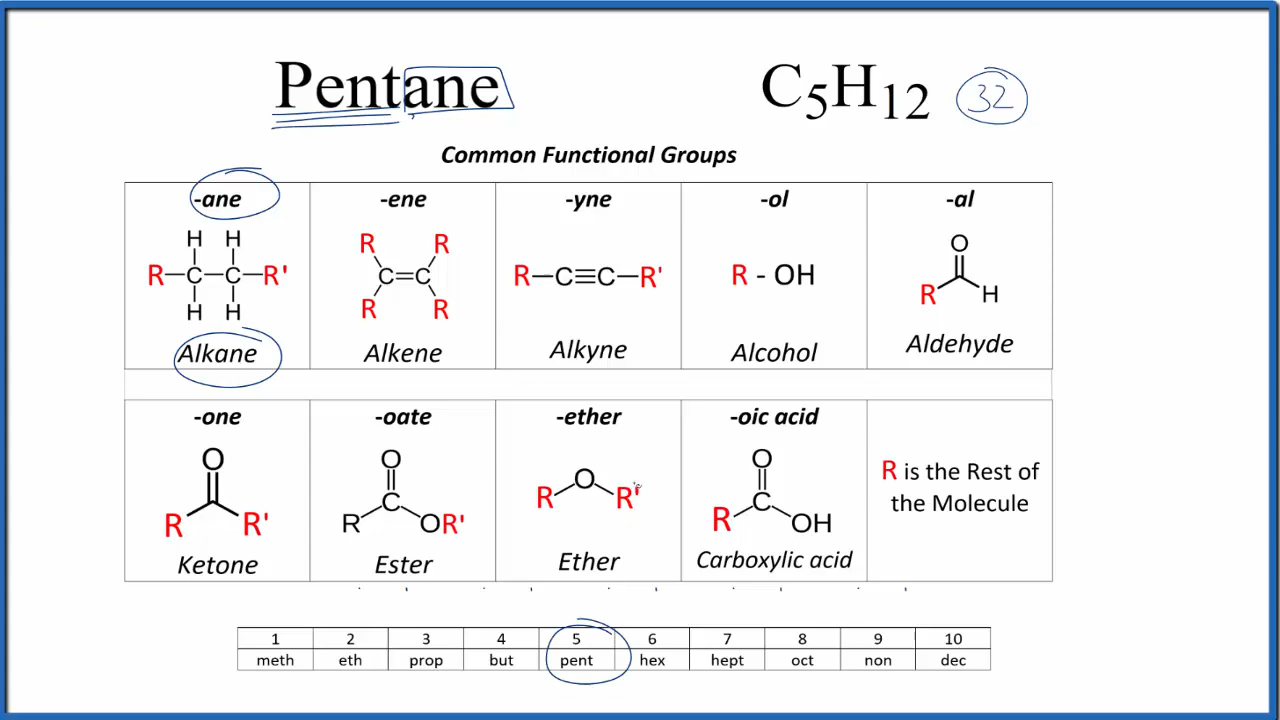 Pentane
C5H12 32
Common Functional Groups
-ane -ene -yne -ol -al
H H
R C C R'
H H
R R
C C
R R
R C C R'
R - OH
O
R H
Alkane Alkene Alkyne Alcohol Aldehyde
-one -oate -ether -oic acid
O
R R'
O
C
R OR'
O
R R'
O
C
R OH
R is the Rest of
the Molecule
Ketone Ester Ether Carboxylic acid
1 2 3 4 5 6 7 8 9 10
meth eth prop but pent hex hept oct non dec